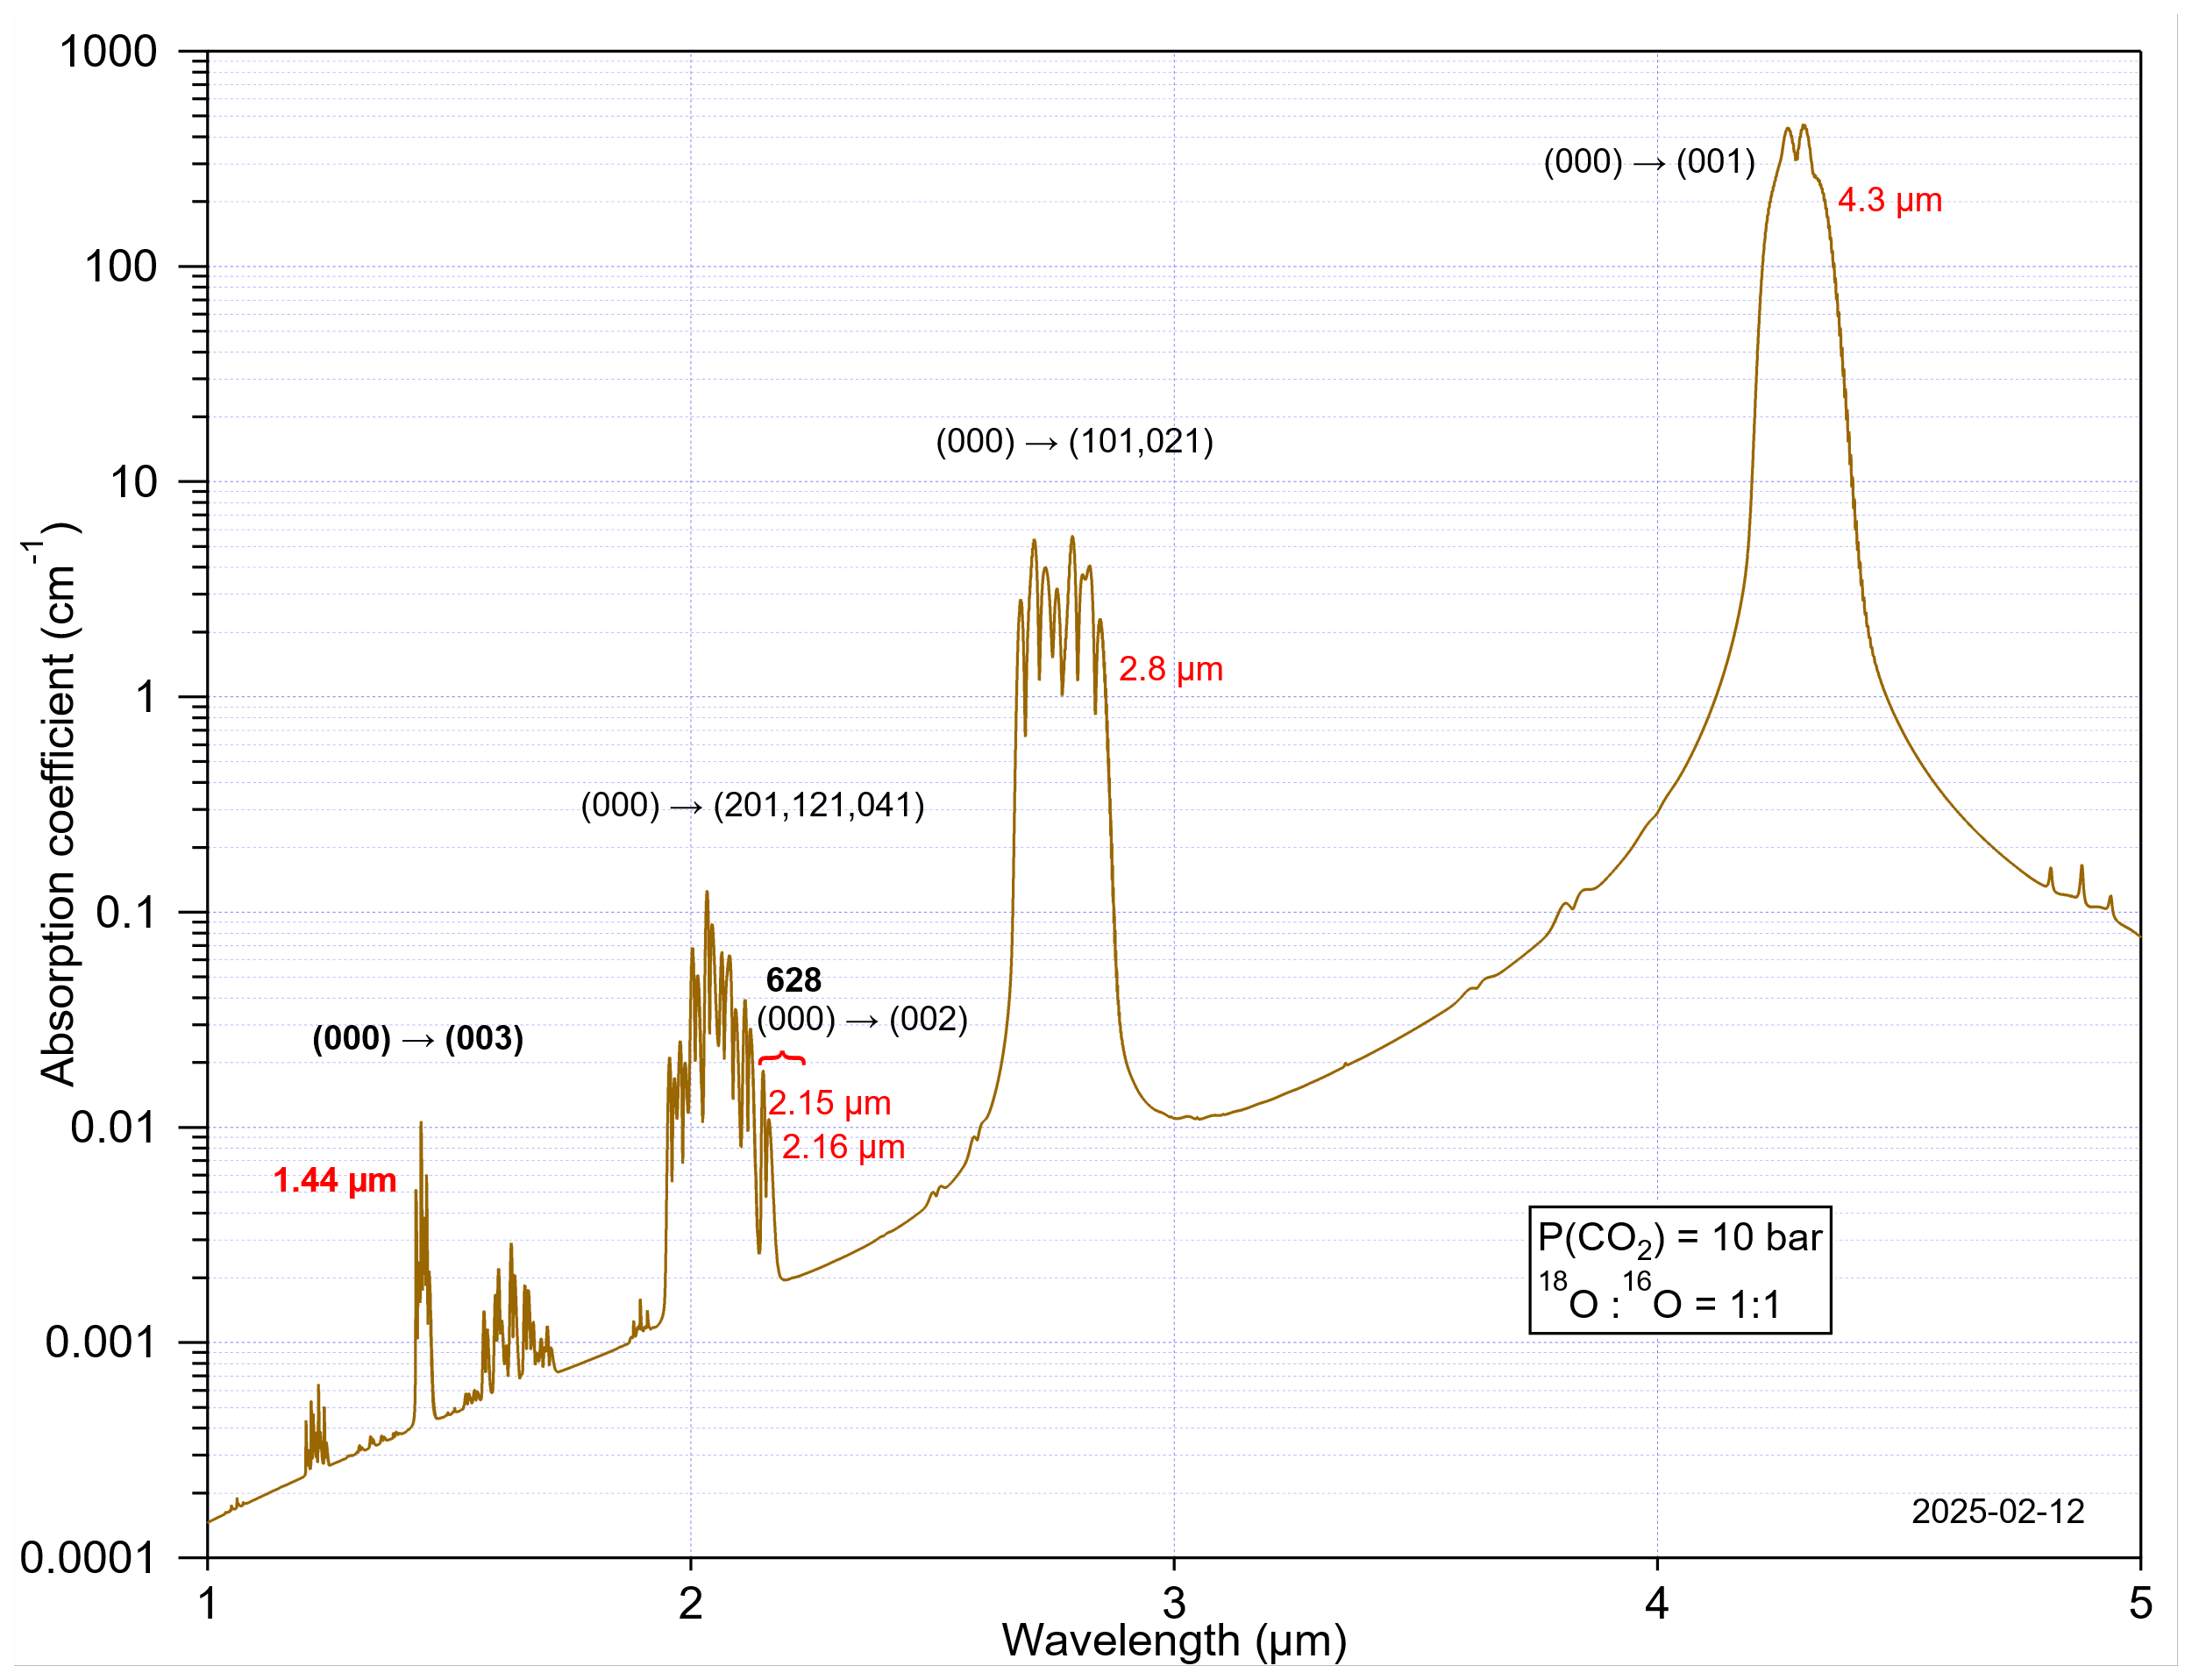 1000
100
10
1
0.1
0.01
0.001
0.0001
Absorption coefficient (cm⁻¹)
(000) → (001)
4.3 µm
(000) → (101,021)
2.8 µm
(000) → (201,121,041)
628
(000) → (002)
(000) → (003)
2.15 µm
2.16 µm
1.44 µm
P(CO₂) = 10 bar
¹⁸O : ¹⁶O = 1:1
2025-02-12
1 2 3 4 5
Wavelength (µm)